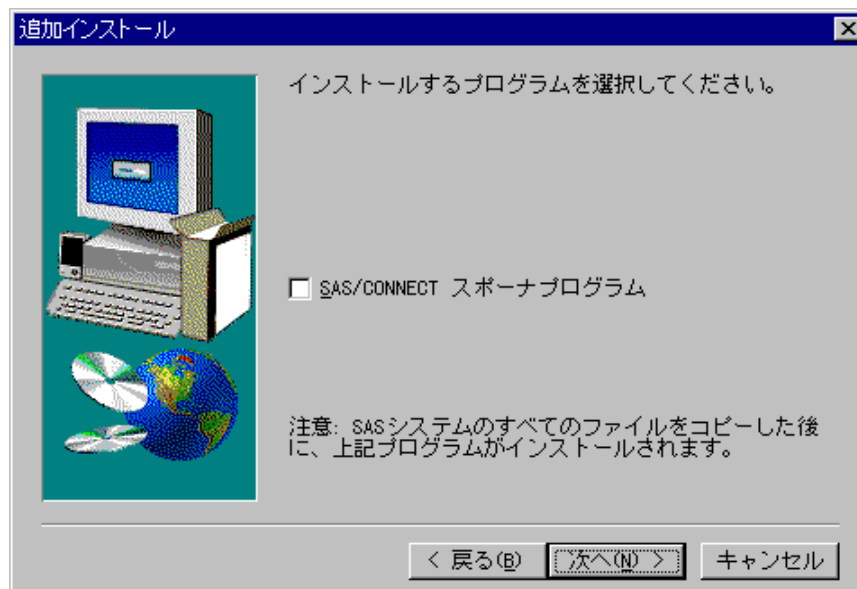 追加インストール
インストールするプログラムを選択してください。
SAS/CONNECT スポーナプログラム
注意: SASシステムのすべてのファイルをコピーした後
に、上記プログラムがインストールされます。
< 戻る(B) 次へ(N) > キャンセル